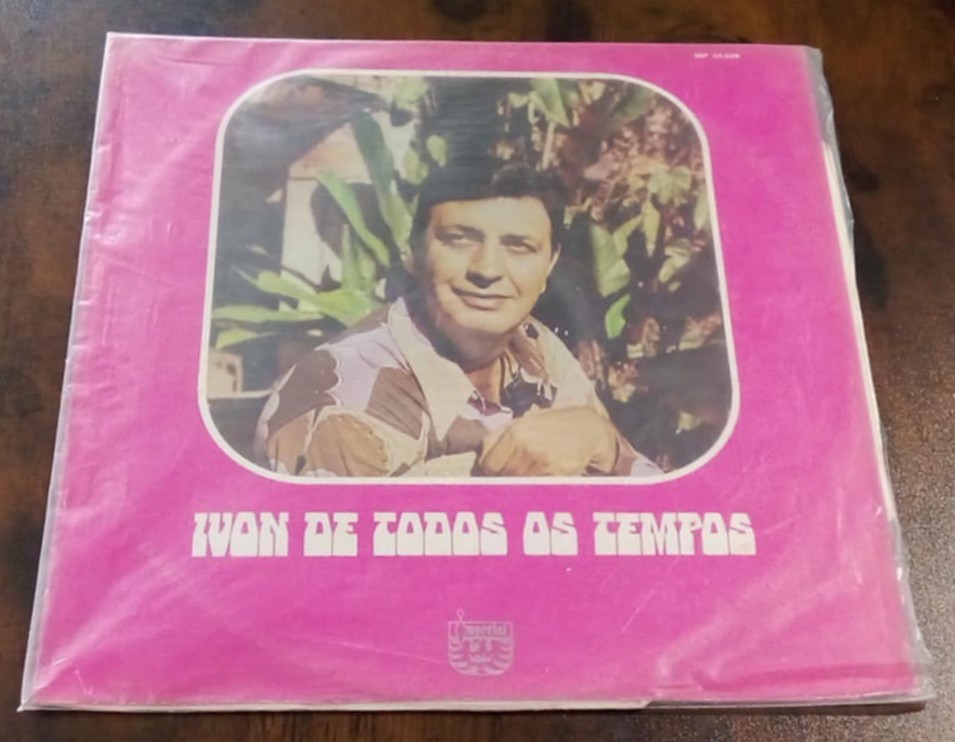 IVON DE TODOS OS TEMPOS